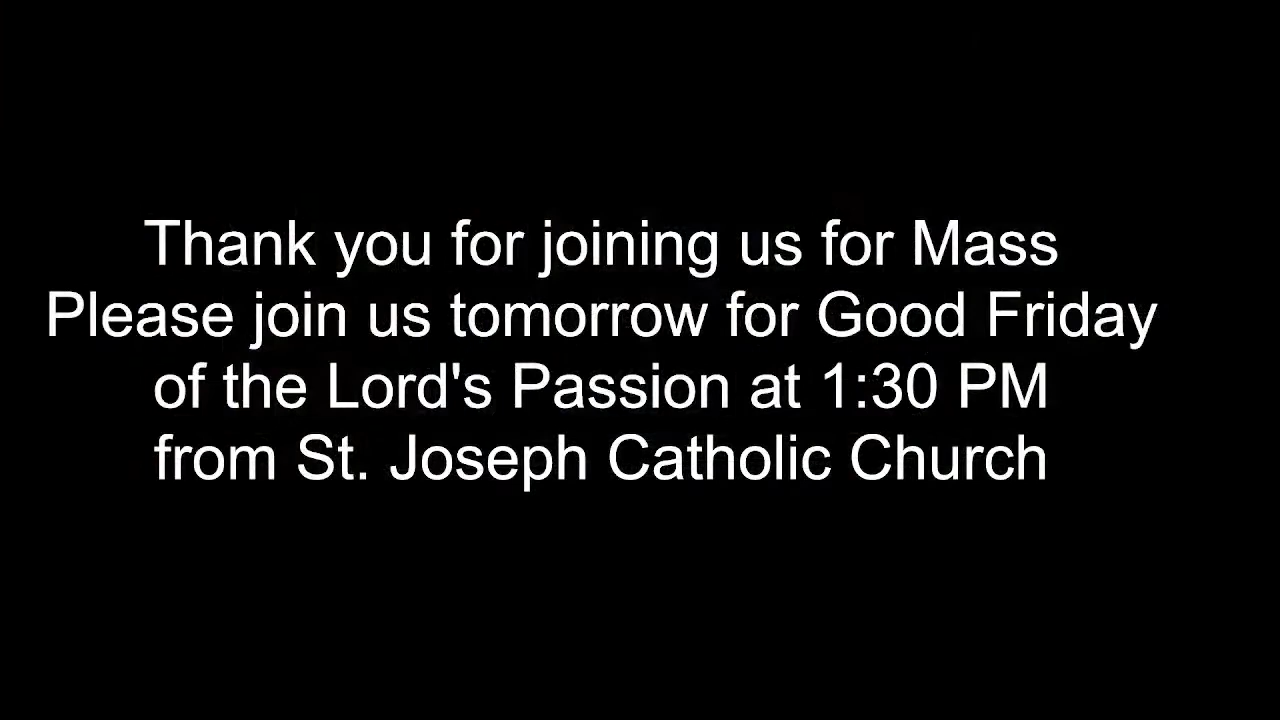 Thank you for joining us for Mass
Please join us tomorrow for Good Friday
of the Lord's Passion at 1:30 PM
from St. Joseph Catholic Church